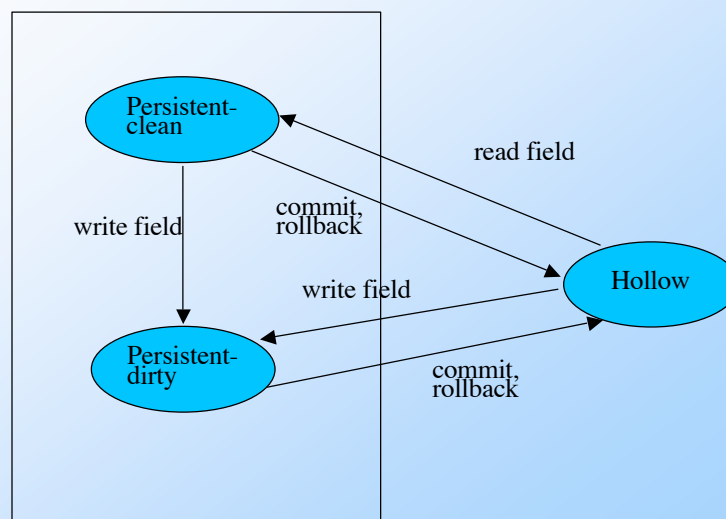 Persistent-
clean
read field
commit,
rollback
write field
Hollow
write field
Persistent-
dirty
commit,
rollback